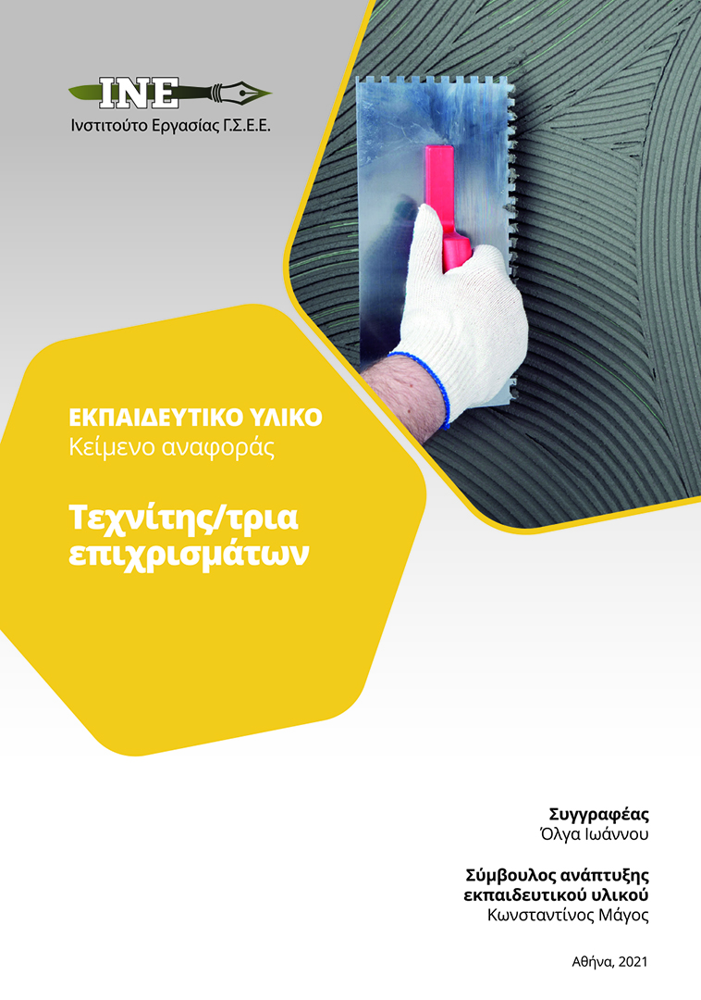 ΙΝΕ
Ινστιτούτο Εργασίας Γ.Σ.Ε.Ε.
ΕΚΠΑΙΔΕΥΤΙΚΟ ΥΛΙΚΟ
Κείμενο αναφοράς
Τεχνίτης/τρια
επιχρισμάτων
Συγγραφέας
Όλγα Ιωάννου
Σύμβουλος ανάπτυξης
εκπαιδευτικού υλικού
Κωνσταντίνος Μάγος
Αθήνα, 2021